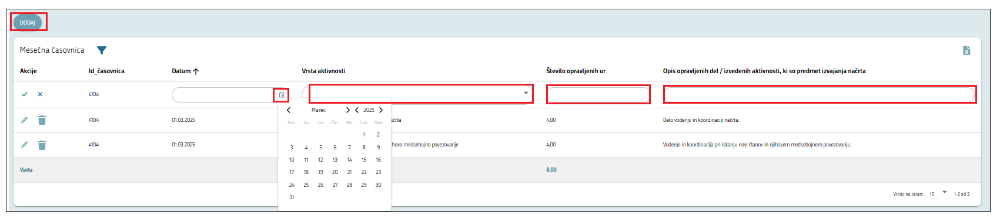 DODAJ
Mesečna časovnica
Akcije Id_časovnica Datum Vrsta aktivnosti Število opravljenih ur Opis opravljenih del / izvedenih aktivnosti, ki so predmet izvajanja načrta
4104
Marec 2025
Pon Tor Sre Čet Pet Sob Ned
4104 01.03.2025 načrta 4,00 Delo vodenju in koordinaciji načrta.
1 2
4104 01.03.2025 hovo medsebojno povezovanje 4,00 Vodenje in koordinacija pri iskanju novi članov in njihovem medsebojnem povezovanju.
3 4 5 6 7 8 9
10 11 12 13 14 15 16
Vsota 8,00
17 18 19 20 21 22 23
24 25 26 27 28 29 30
31
Vrstic na stran: 15 1-2 od 2